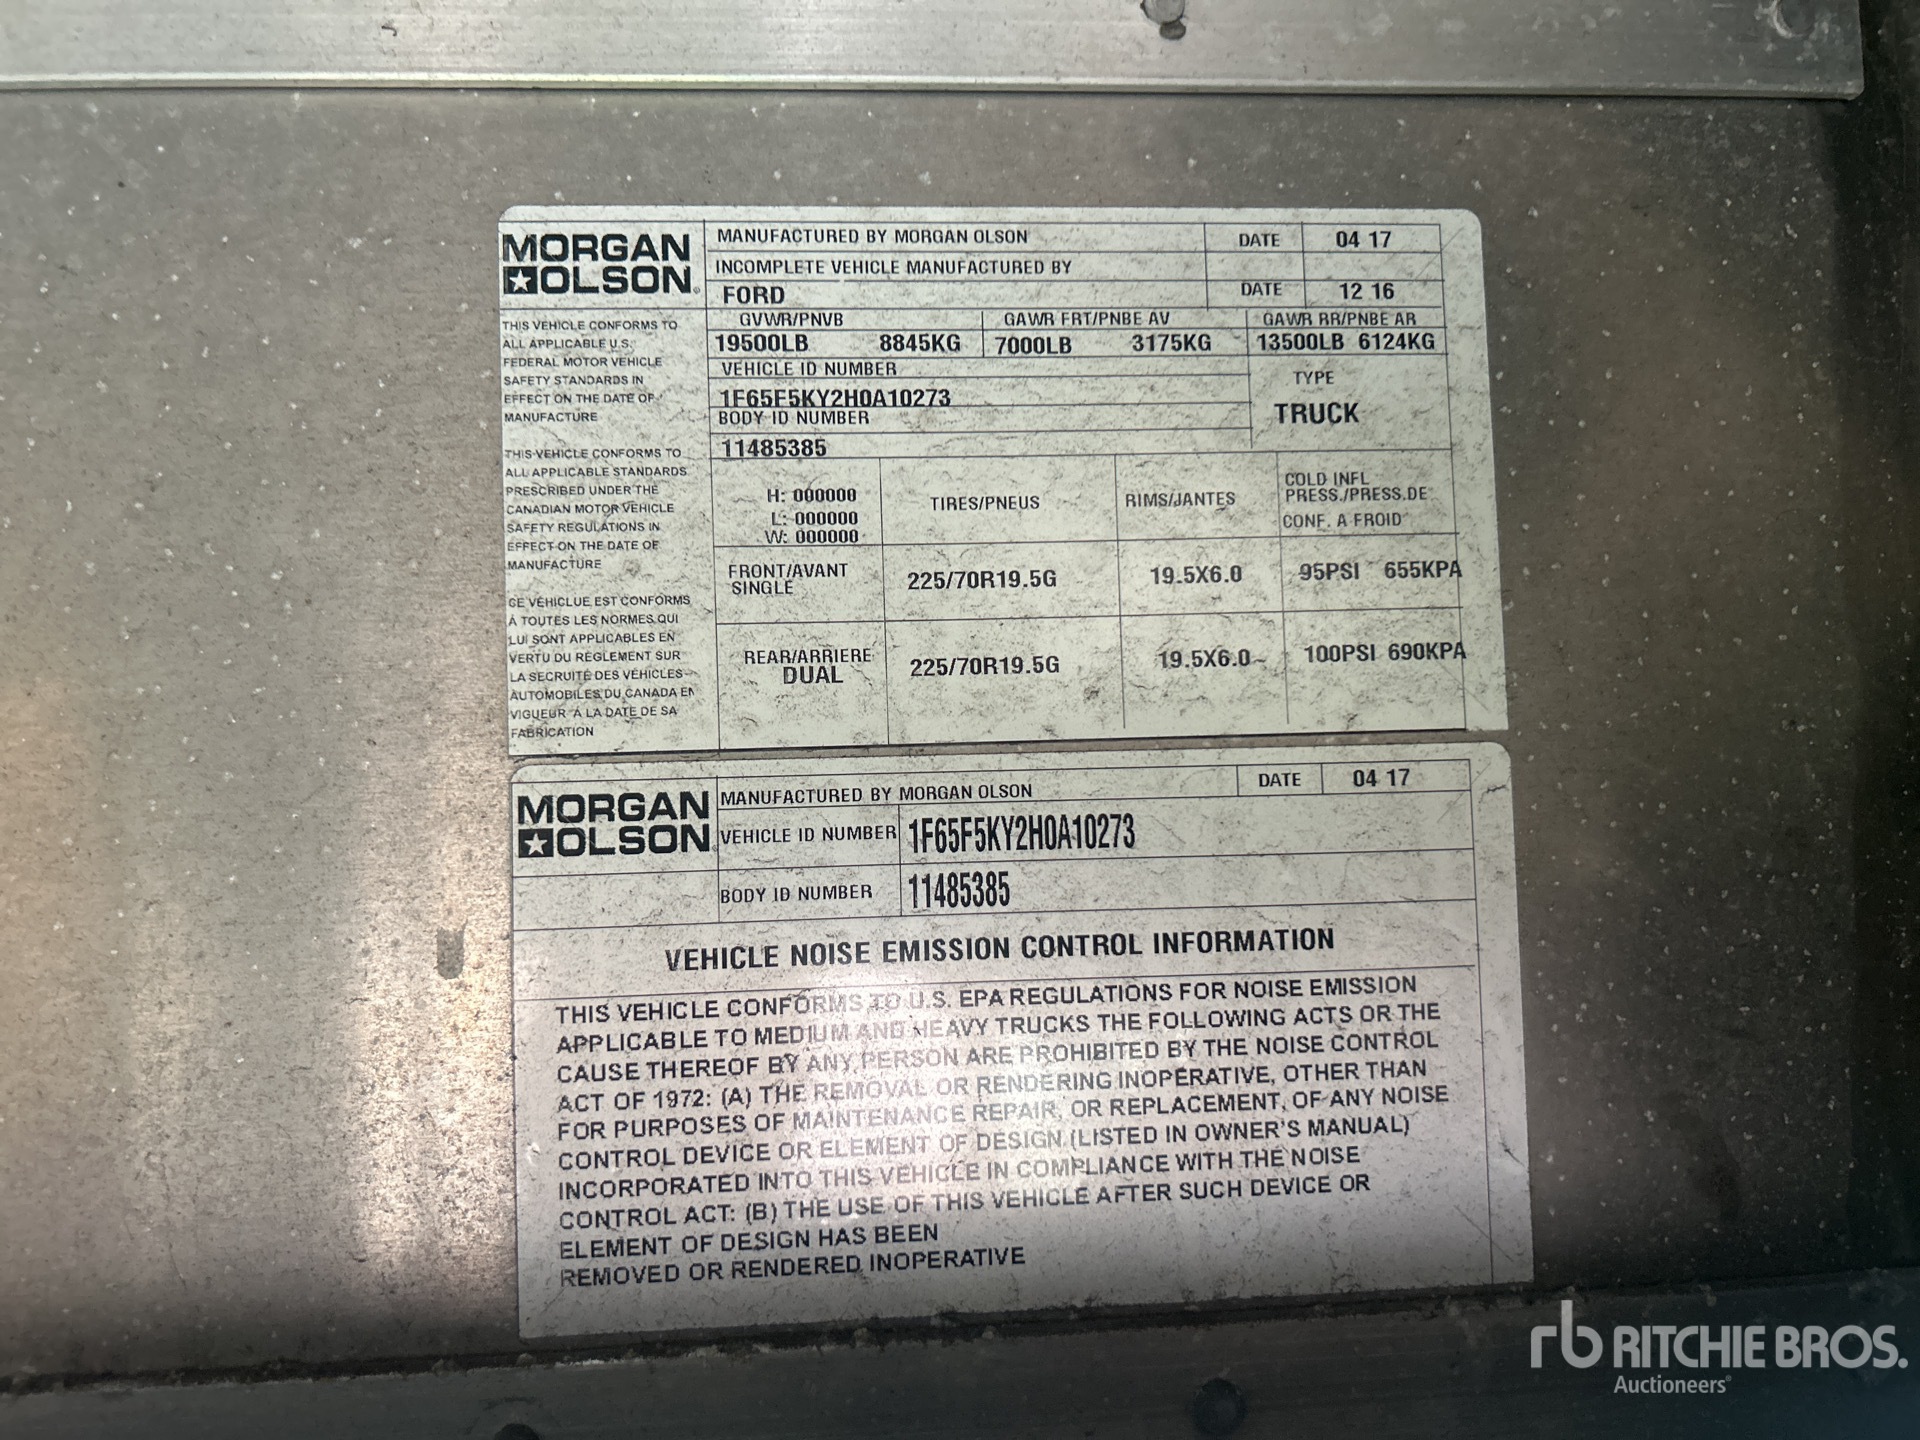 MORGAN
OLSON
MANUFACTURED BY MORGAN OLSON DATE 04 17
INCOMPLETE VEHICLE MANUFACTURED BY
FORD DATE 12 16
GVWR/PNVB GAWR FRT/PNBE AV GAWR RR/PNBE AR
19500LB 8845KG 7000LB 3175KG 13500LB 6124KG
VEHICLE ID NUMBER
1F65F5KY2H0A10273
BODY ID NUMBER
11485385
TYPE
TRUCK
THIS VEHICLE CONFORMS TO
ALL APPLICABLE U.S.
FEDERAL MOTOR VEHICLE
SAFETY STANDARDS IN
EFFECT ON THE DATE OF
MANUFACTURE
THIS VEHICLE CONFORMS TO
ALL APPLICABLE STANDARDS
PRESCRIBED UNDER THE
CANADIAN MOTOR VEHICLE
SAFETY REGULATIONS IN
EFFECT ON THE DATE OF
MANUFACTURE
CE VEHICLUE EST CONFORMS
À TOUTES LES NORMES QUI
LUI SONT APPLICABLES EN
VERTU DU RÈGLEMENT SUR
LA SECRUITÉ DES VÉHICLES
AUTOMOBILES DU CANADA EN
VIGUEUR À LA DATE DE SA
FABRICATION
H: 000000
L: 000000
W: 000000
TIRES/PNEUS RIMS/JANTES
COLD INFL
PRESS./PRESS.DE
CONF. A FROID
FRONT/AVANT
SINGLE
225/70R19.5G 19.5X6.0 95PSI 655KPA
REAR/ARRIERE
DUAL
225/70R19.5G 19.5X6.0 100PSI 690KPA
MORGAN
OLSON
MANUFACTURED BY MORGAN OLSON DATE 04 17
VEHICLE ID NUMBER 1F65F5KY2H0A10273
BODY ID NUMBER 11485385
VEHICLE NOISE EMISSION CONTROL INFORMATION
THIS VEHICLE CONFORMS TO U.S. EPA REGULATIONS FOR NOISE EMISSION
APPLICABLE TO MEDIUM AND HEAVY TRUCKS THE FOLLOWING ACTS OR THE
CAUSE THEREOF BY ANY PERSON ARE PROHIBITED BY THE NOISE CONTROL
ACT OF 1972: (A) THE REMOVAL OR RENDERING INOPERATIVE, OTHER THAN
FOR PURPOSES OF MAINTENANCE REPAIR, OR REPLACEMENT, OF ANY NOISE
CONTROL DEVICE OR ELEMENT OF DESIGN (LISTED IN OWNER'S MANUAL)
INCORPORATED INTO THIS VEHICLE IN COMPLIANCE WITH THE NOISE
CONTROL ACT: (B) THE USE OF THIS VEHICLE AFTER SUCH DEVICE OR
ELEMENT OF DESIGN HAS BEEN
REMOVED OR RENDERED INOPERATIVE
rb RITCHIE BROS.
Auctioneers